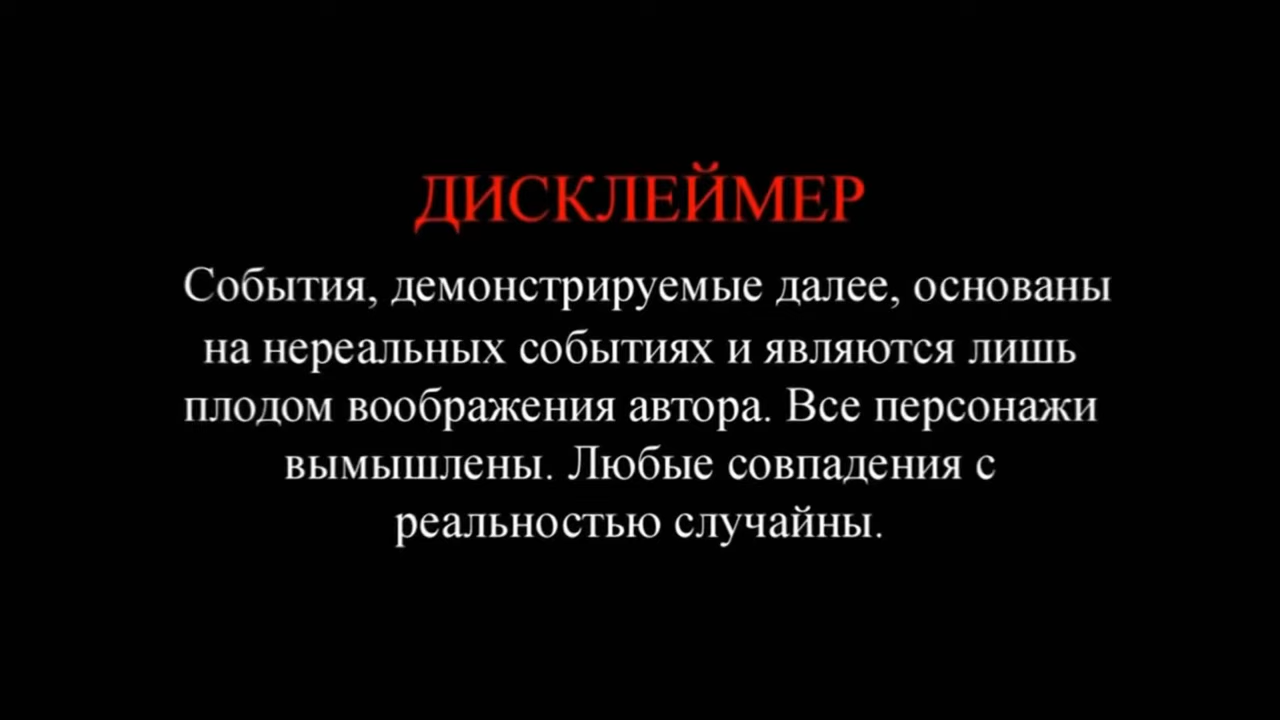 ДИСКЛЕЙМЕР
События, демонстрируемые далее, основаны
на нереальных событиях и являются лишь
плодом воображения автора. Все персонажи
вымышлены. Любые совпадения с
реальностью случайны.